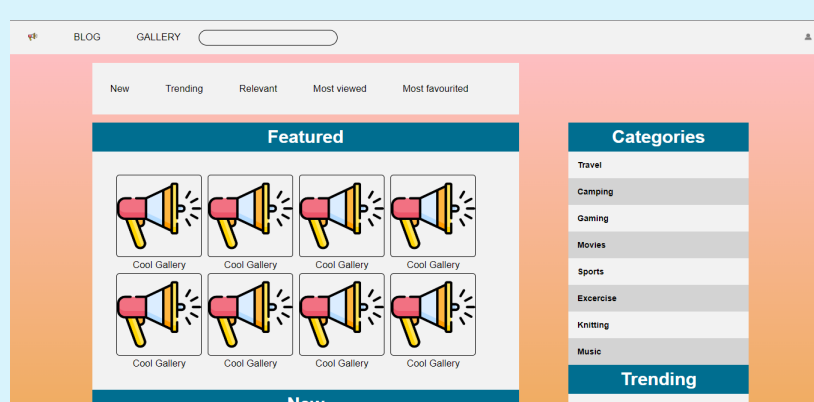 BLOG GALLERY
New Trending Relevant Most viewed Most favourited
Featured
Cool Gallery Cool Gallery Cool Gallery Cool Gallery
Cool Gallery Cool Gallery Cool Gallery Cool Gallery
New
Categories
Travel
Camping
Gaming
Movies
Sports
Excercise
Knitting
Music
Trending